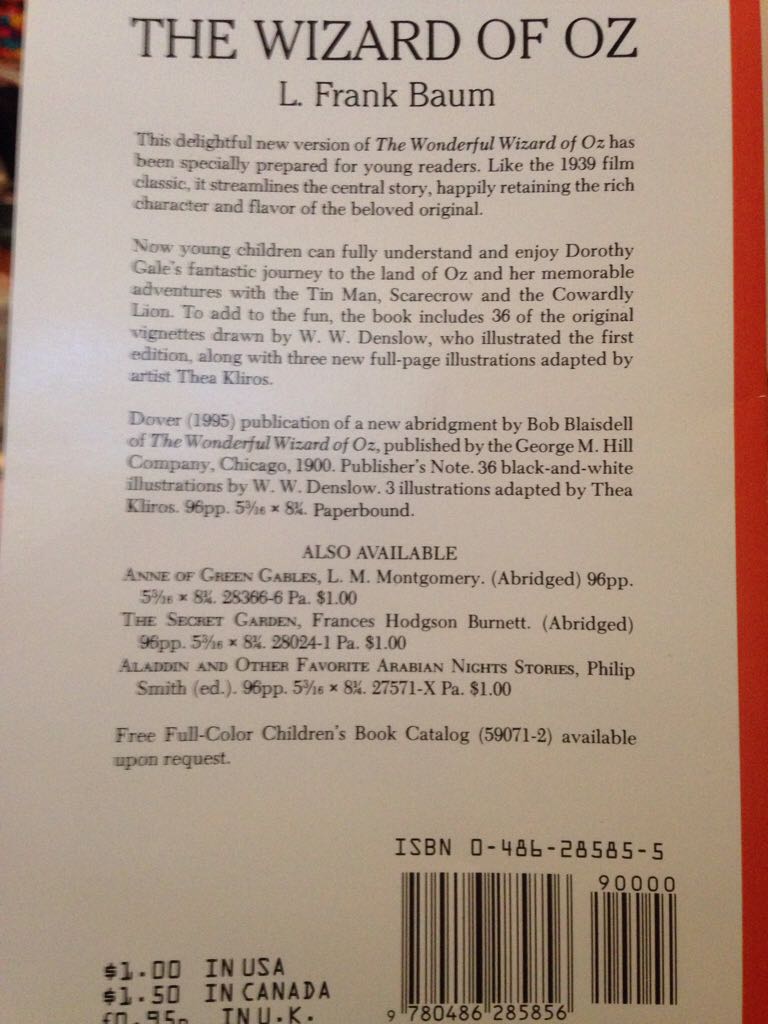 THE WIZARD OF OZ
L. Frank Baum
This delightful new version of The Wonderful Wizard of Oz has
been specially prepared for young readers. Like the 1939 film
classic, it streamlines the central story, happily retaining the rich
character and flavor of the beloved original.
Now young children can fully understand and enjoy Dorothy
Gale's fantastic journey to the land of Oz and her memorable
adventures with the Tin Man, Scarecrow and the Cowardly
Lion. To add to the fun, the book includes 36 of the original
vignettes drawn by W. W. Denslow, who illustrated the first
edition, along with three new full-page illustrations adapted by
artist Thea Kliros.
Dover (1995) publication of a new abridgment by Bob Blaisdell
of The Wonderful Wizard of Oz, published by the George M. Hill
Company, Chicago, 1900. Publisher's Note. 36 black-and-white
illustrations by W. W. Denslow. 3 illustrations adapted by Thea
Kliros. 96pp. 5³⁄₁₆ × 8¼. Paperbound.
ALSO AVAILABLE
ANNE OF GREEN GABLES, L. M. Montgomery. (Abridged) 96pp.
5³⁄₁₆ × 8¼. 28366-6 Pa. $1.00
THE SECRET GARDEN, Frances Hodgson Burnett. (Abridged)
96pp. 5³⁄₁₆ × 8¼. 28024-1 Pa. $1.00
ALADDIN AND OTHER FAVORITE ARABIAN NIGHTS STORIES, Philip
Smith (ed.). 96pp. 5³⁄₁₆ × 8¼. 27571-X Pa. $1.00
Free Full-Color Children's Book Catalog (59071-2) available
upon request.
ISBN 0-486-28585-5
90000
$1.00 IN USA
$1.50 IN CANADA
£0.95p IN U.K.
9 780486 285856